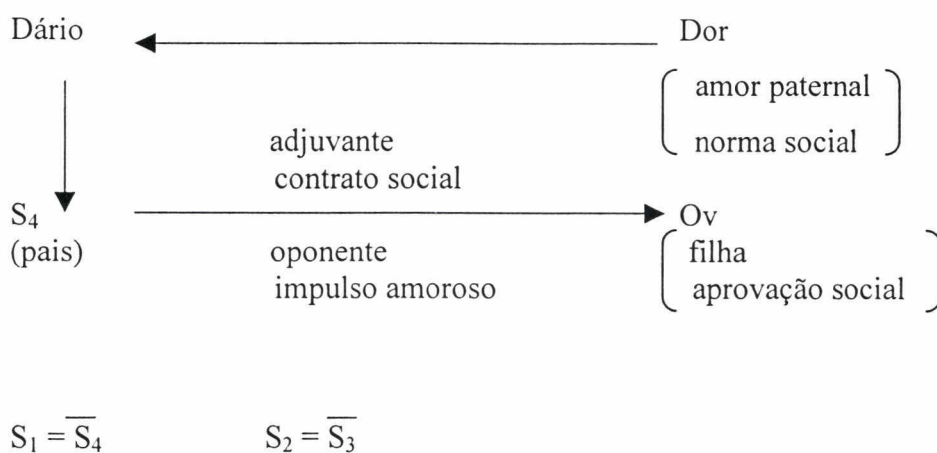 Dário Dor
amor paternal
norma social
adjuvante
contrato social
S₄ Ov
(pais) filha
oponente aprovação social
impulso amoroso
S₁ = S̅₄̅ S₂ = S̅₃̅